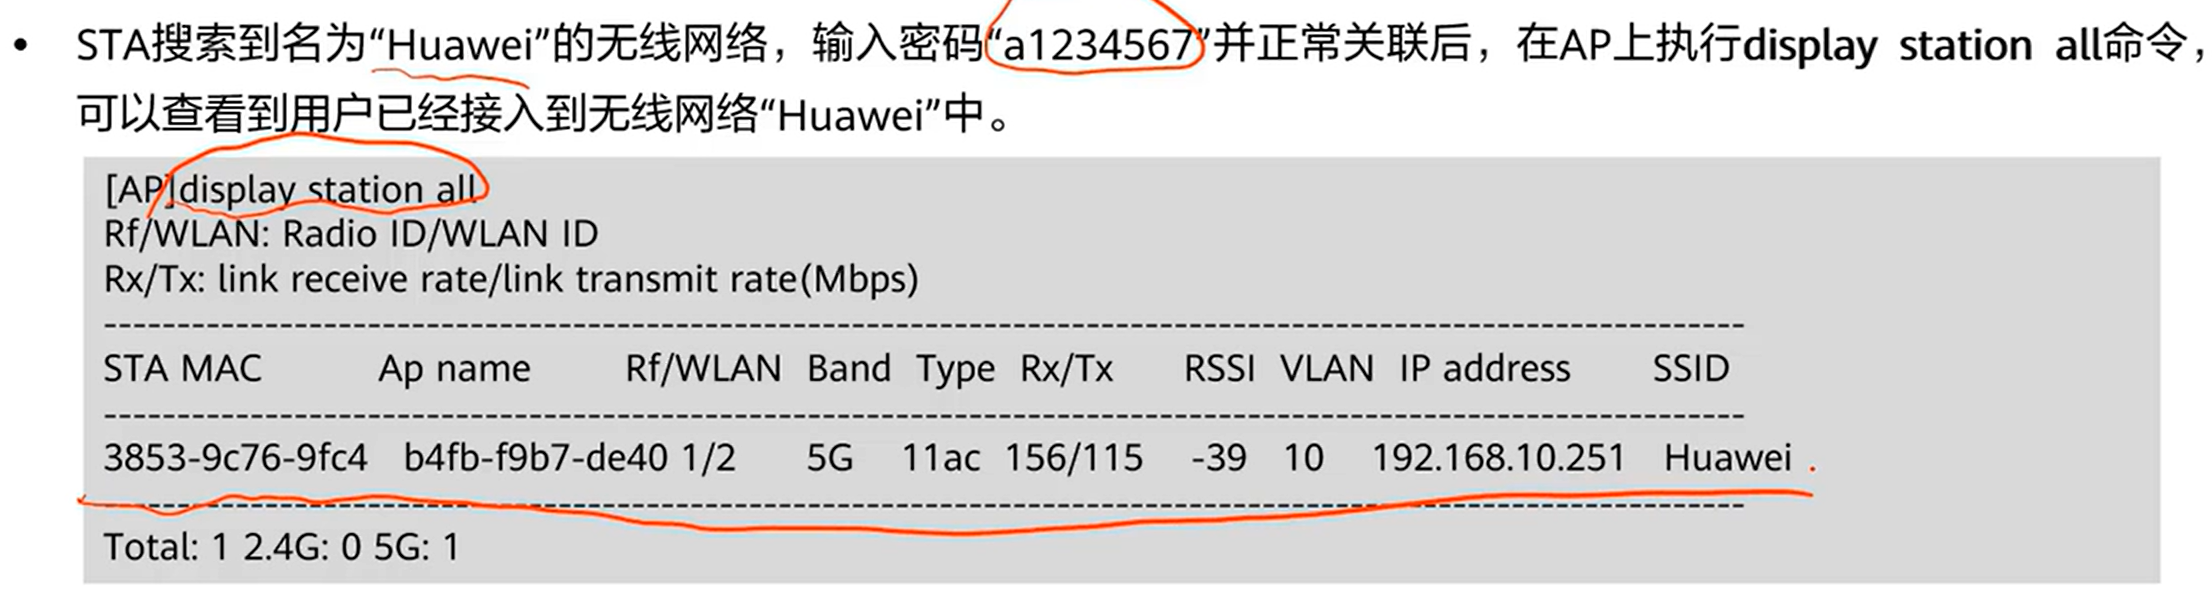 • STA搜索到名为“Huawei”的无线网络，输入密码“a1234567”并正常关联后，在AP上执行display station all命令，
可以查看到用户已经接入到无线网络“Huawei”中。
[AP]display station all
Rf/WLAN: Radio ID/WLAN ID
Rx/Tx: link receive rate/link transmit rate(Mbps)
STA MAC Ap name Rf/WLAN Band Type Rx/Tx RSSI VLAN IP address SSID
3853-9c76-9fc4 b4fb-f9b7-de40 1/2 5G 11ac 156/115 -39 10 192.168.10.251 Huawei
Total: 1 2.4G: 0 5G: 1